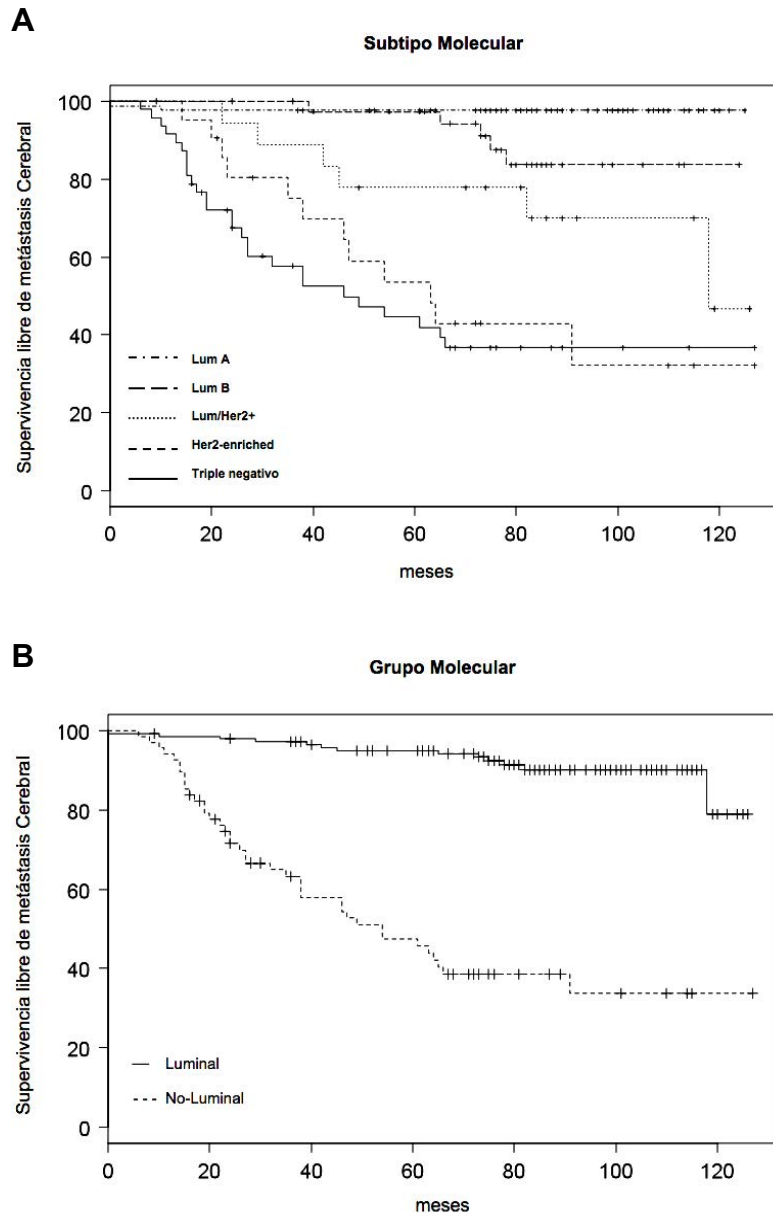 A
Subtipo Molecular
Supervivencia libre de metástasis Cerebral
100
80
60
40
20
0
Lum A
Lum B
Lum/Her2+
Her2-enriched
Triple negativo
0 20 40 60 80 100 120
meses
B
Grupo Molecular
Supervivencia libre de metástasis Cerebral
100
80
60
40
20
0
Luminal
No-Luminal
0 20 40 60 80 100 120
meses